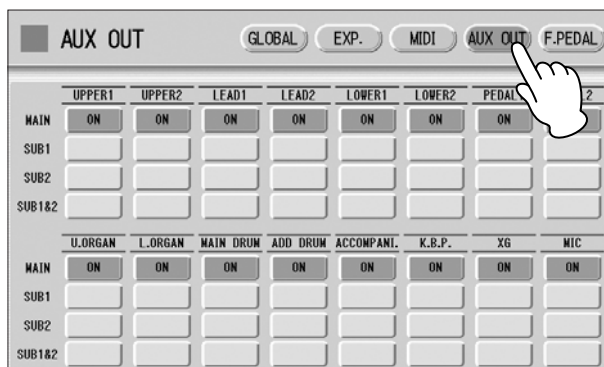 AUX OUT GLOBAL EXP. MIDI AUX OUT F.PEDAL
UPPER1 UPPER2 LEAD1 LEAD2 LOWER1 LOWER2 PEDAL 2
MAIN ON ON ON ON ON ON ON
SUB1
SUB2
SUB1&2
U.ORGAN L.ORGAN MAIN DRUM ADD DRUM ACCOMPANI. K.B.P. XG MIC
MAIN ON ON ON ON ON ON ON ON
SUB1
SUB2
SUB1&2